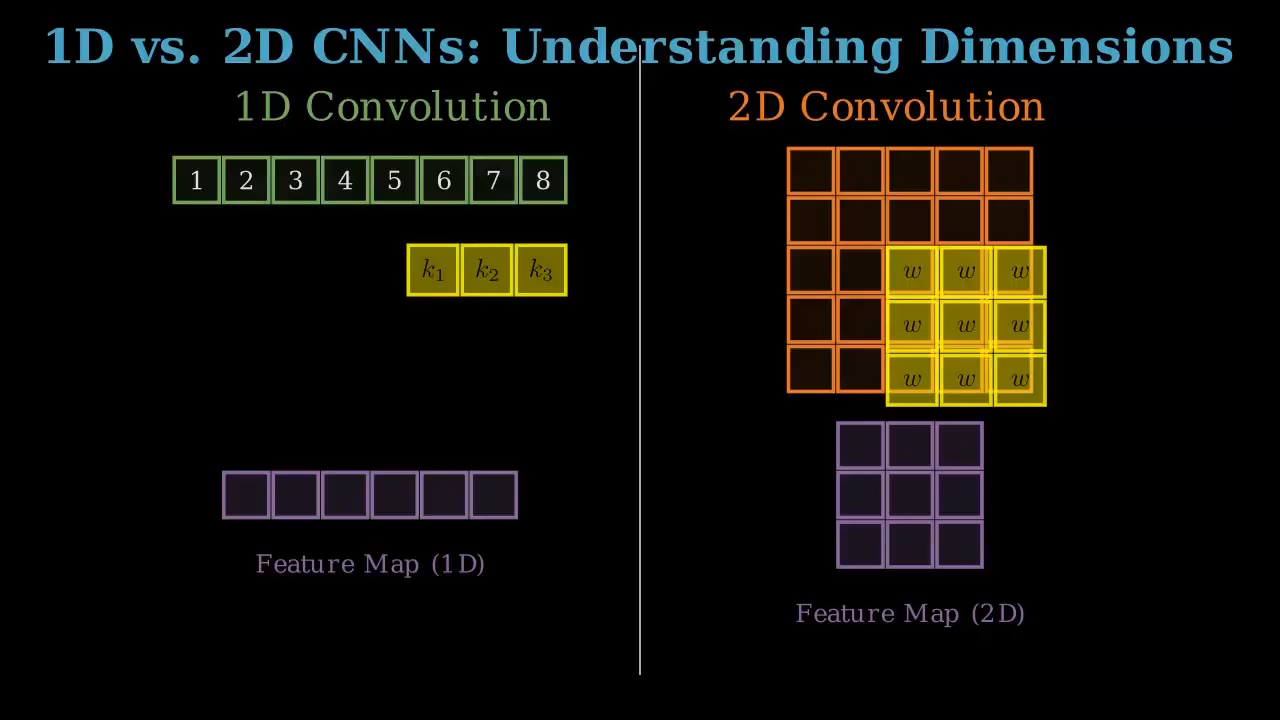 1D vs. 2D CNNs: Understanding Dimensions
1D Convolution
1 2 3 4 5 6 7 8
k₁ k₂ k₃
Feature Map (1D)
2D Convolution
w w w
w w w
w w w
Feature Map (2D)